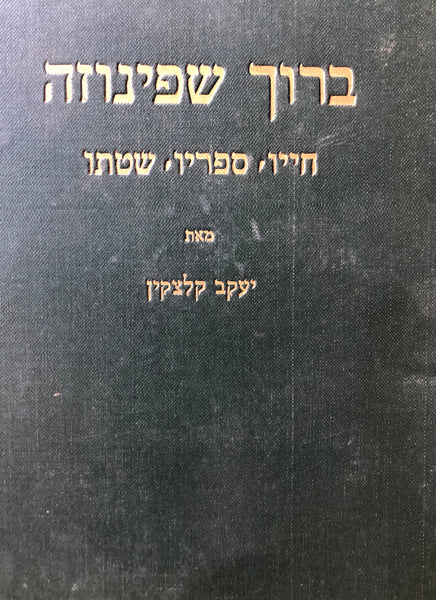 ברוך שפינוזה
חייו, ספריו, שטתו
מאת
יעקב קלצקין